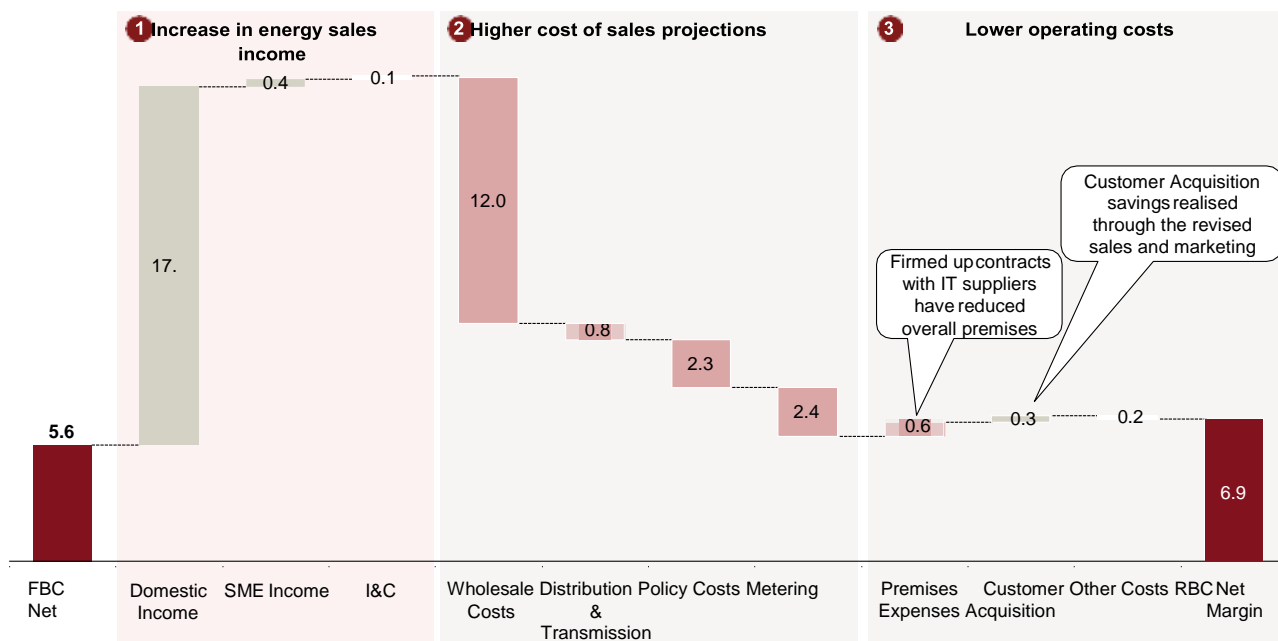 1 Increase in energy sales
income
2 Higher cost of sales projections
3 Lower operating costs
5.6
17.
0.4
0.1
12.0
0.8
2.3
2.4
0.6
0.3
0.2
6.9
Firmed up contracts
with IT suppliers
have reduced
overall premises
Customer Acquisition
savings realised
through the revised
sales and marketing
FBC
Net
Domestic
Income
SME Income
I&C
Wholesale
Costs
Distribution
&
Transmission
Policy Costs
Metering
Premises
Expenses
Customer
Acquisition
Other Costs
RBC Net
Margin